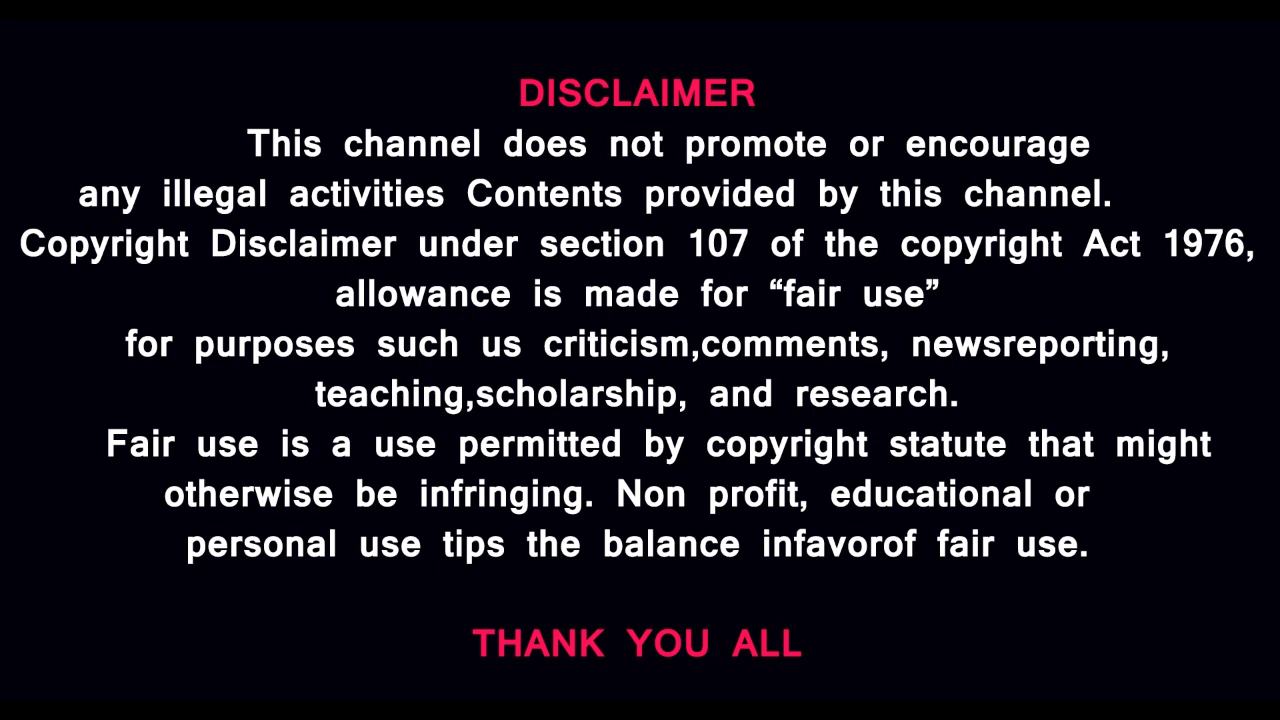 DISCLAIMER
This channel does not promote or encourage
any illegal activities Contents provided by this channel.
Copyright Disclaimer under section 107 of the copyright Act 1976,
allowance is made for “fair use”
for purposes such us criticism,comments, newsreporting,
teaching,scholarship, and research.
Fair use is a use permitted by copyright statute that might
otherwise be infringing. Non profit, educational or
personal use tips the balance infavorof fair use.
THANK YOU ALL